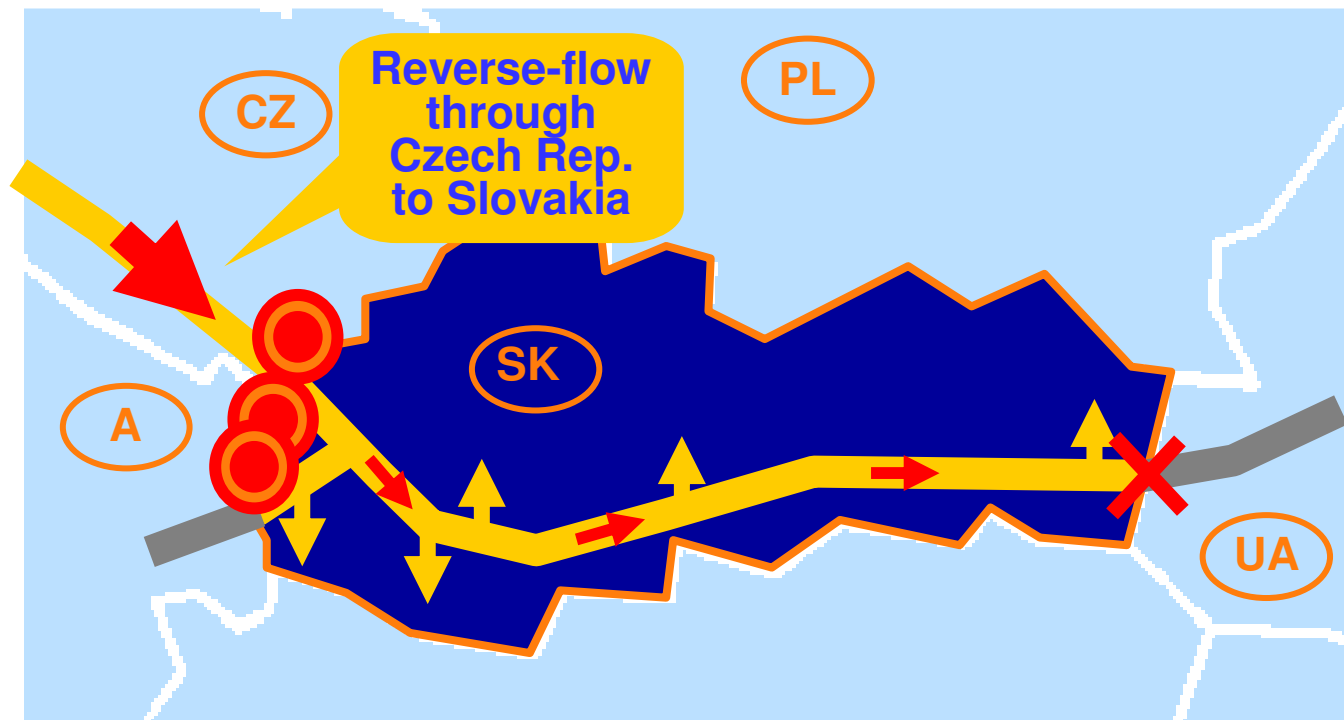 CZ
Reverse-flow
through
Czech Rep.
to Slovakia
PL
SK
A
UA